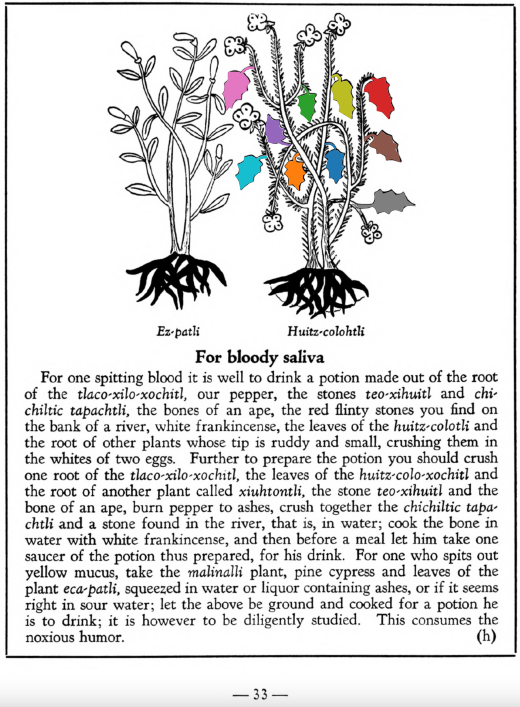 Ez-patli
Huitz-colohtli
For bloody saliva
For one spitting blood it is well to drink a potion made out of the root
of the tlaco-xilo-xochitl, our pepper, the stones teo-xihuitl and chi-
chiltic tapachtli, the bones of an ape, the red flinty stones you find on
the bank of a river, white frankincense, the leaves of the huitz-colotli and
the root of other plants whose tip is ruddy and small, crushing them in
the whites of two eggs. Further to prepare the potion you should crush
one root of the tlaco-xilo-xochitl, the leaves of the huitz-colo-xochitl and
the root of another plant called xiuhtontli, the stone teo-xihuitl and the
bone of an ape, burn pepper to ashes, crush together the chichiltic tapa-
chtli and a stone found in the river, that is, in water; cook the bone in
water with white frankincense, and then before a meal let him take one
saucer of the potion thus prepared, for his drink. For one who spits out
yellow mucus, take the malinalli plant, pine cypress and leaves of the
plant eca-patli, squeezed in water or liquor containing ashes, or if it seems
right in sour water; let the above be ground and cooked for a potion he
is to drink; it is however to be diligently studied. This consumes the
noxious humor. (h)
— 33 —